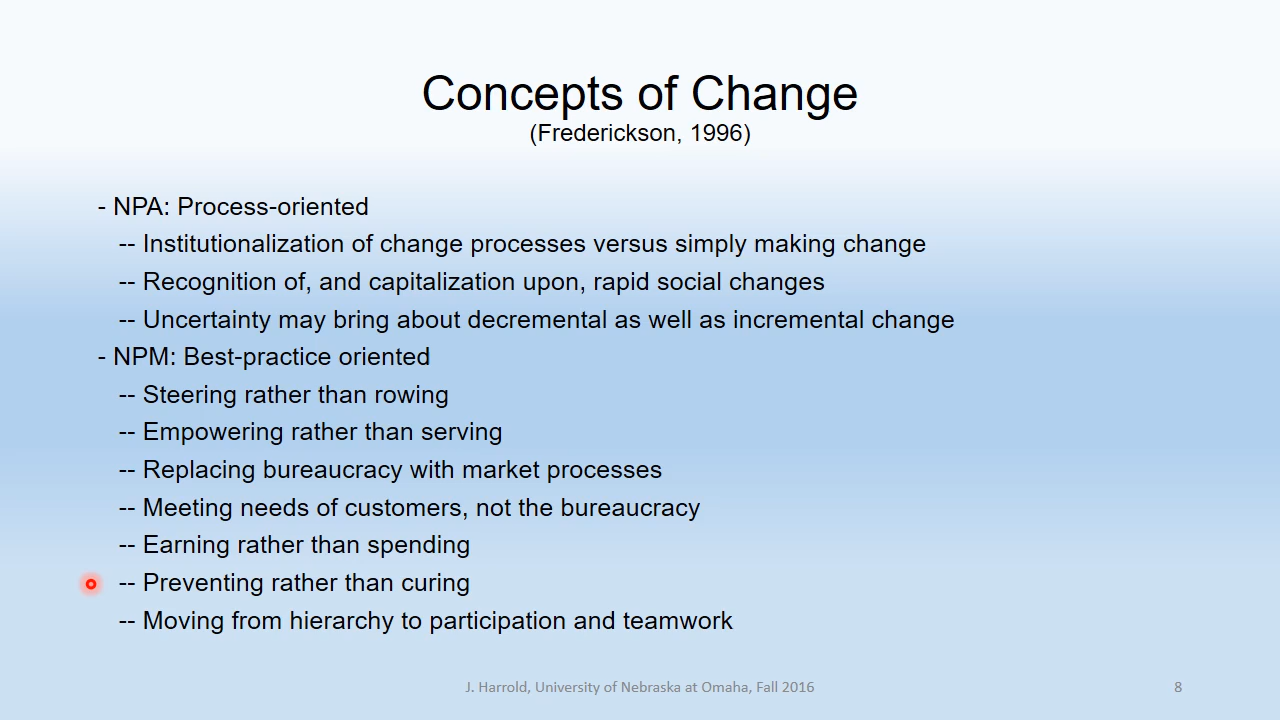 Concepts of Change
(Frederickson, 1996)
- NPA: Process-oriented
-- Institutionalization of change processes versus simply making change
-- Recognition of, and capitalization upon, rapid social changes
-- Uncertainty may bring about decremental as well as incremental change
- NPM: Best-practice oriented
-- Steering rather than rowing
-- Empowering rather than serving
-- Replacing bureaucracy with market processes
-- Meeting needs of customers, not the bureaucracy
-- Earning rather than spending
-- Preventing rather than curing
-- Moving from hierarchy to participation and teamwork
J. Harrold, University of Nebraska at Omaha, Fall 2016
8